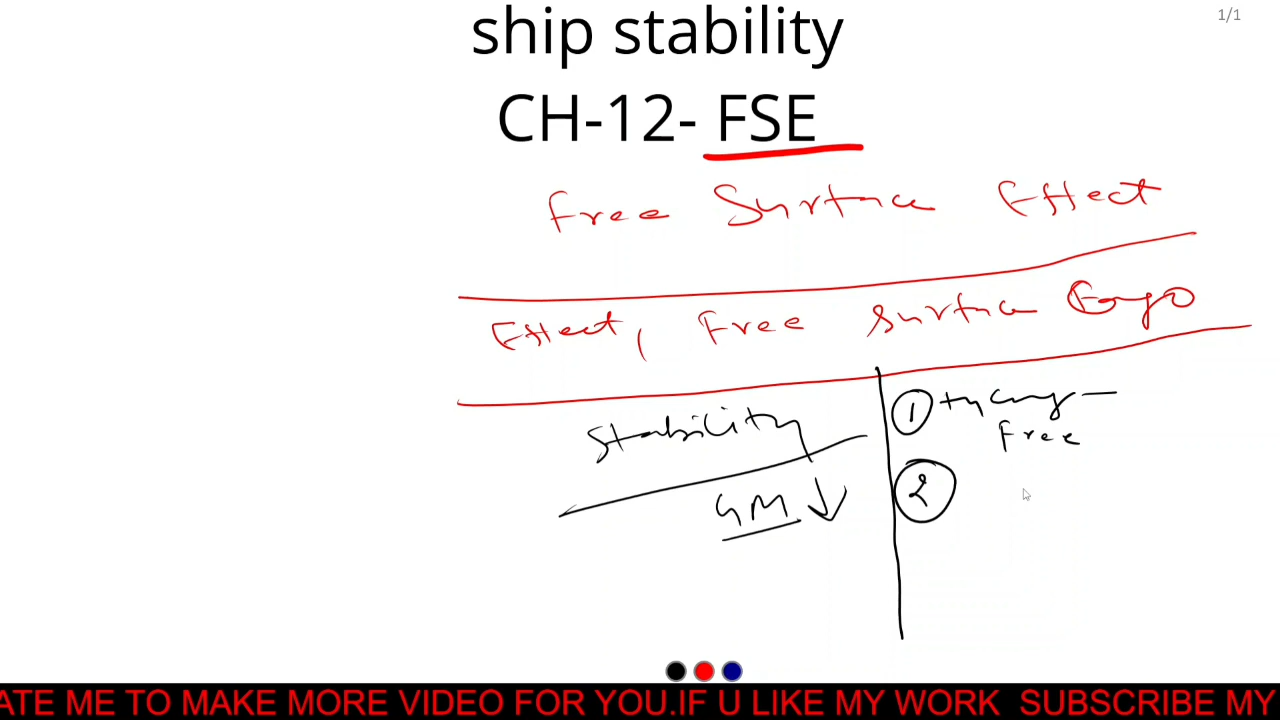 1/1
ship stability
CH-12- FSE
Free Surface Effect
Effect, Free Surface
Stability
①
Free
GM ↓
②
ATE ME TO MAKE MORE VIDEO FOR YOU.IF U LIKE MY WORK SUBSCRIBE MY